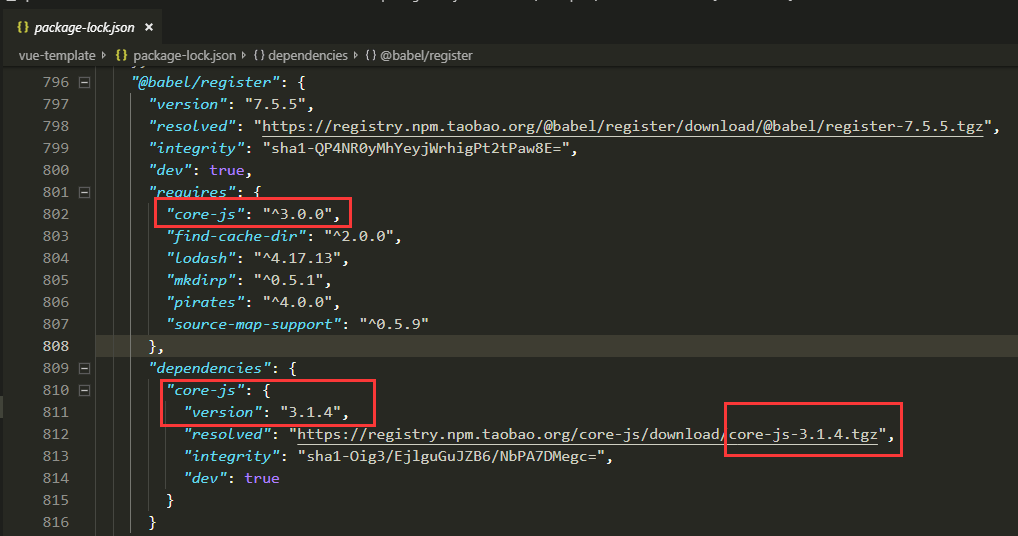 package-lock.json ×
vue-template package-lock.json {} dependencies {} @babel/register
796 "@babel/register": {
797 "version": "7.5.5",
798 "resolved": "https://registry.npm.taobao.org/@babel/register/download/@babel/register-7.5.5.tgz",
799 "integrity": "sha1-QP4NR0yMhYeyjWrhigPt2tPaw8E=",
800 "dev": true,
801 "requires": {
802 "core-js": "^3.0.0",
803 "find-cache-dir": "^2.0.0",
804 "lodash": "^4.17.13",
805 "mkdirp": "^0.5.1",
806 "pirates": "^4.0.0",
807 "source-map-support": "^0.5.9"
808 },
809 "dependencies": {
810 "core-js": {
811 "version": "3.1.4",
812 "resolved": "https://registry.npm.taobao.org/core-js/download/core-js-3.1.4.tgz",
813 "integrity": "sha1-Oig3/EjlguGuJZB6/NbPA7DMegc=",
814 "dev": true
815 }
816 }